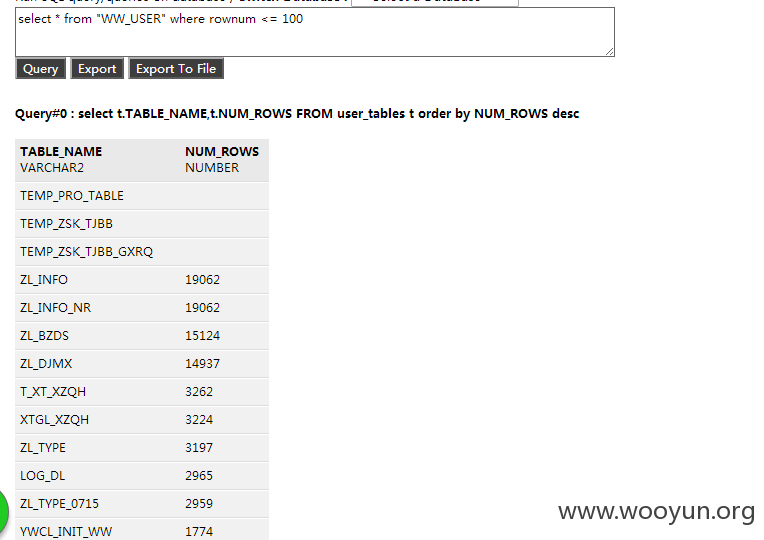 select * from "WW_USER" where rownum <= 100
Query Export Export To File
Query#0 : select t.TABLE_NAME,t.NUM_ROWS FROM user_tables t order by NUM_ROWS desc
TABLE_NAME NUM_ROWS
VARCHAR2 NUMBER
TEMP_PRO_TABLE
TEMP_ZSK_TJBB
TEMP_ZSK_TJBB_GXRQ
ZL_INFO 19062
ZL_INFO_NR 19062
ZL_BZDS 15124
ZL_DJMX 14937
T_XT_XZQH 3262
XTGL_XZQH 3224
ZL_TYPE 3197
LOG_DL 2965
ZL_TYPE_0715 2959
www.wooyun.org
YWCL_INIT_WW 1774